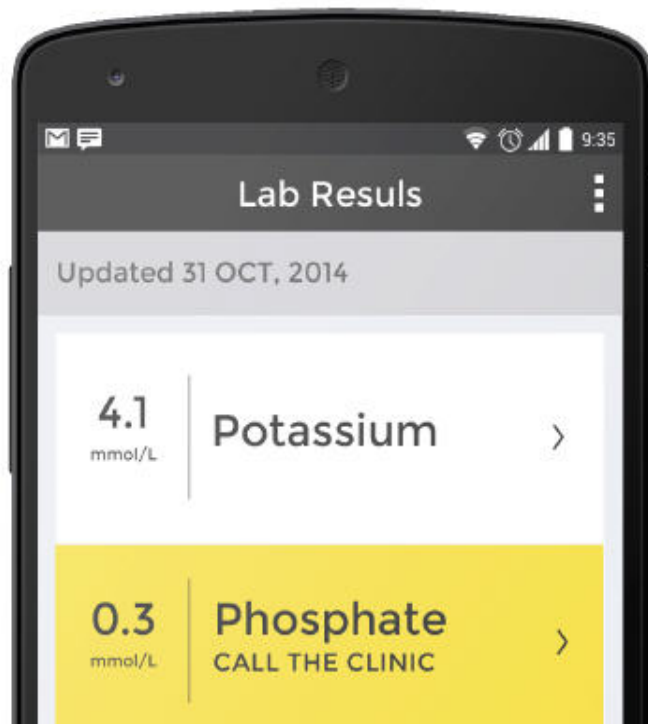 9:35
Lab Resuls
Updated 31 OCT, 2014
4.1
mmol/L
Potassium
0.3
mmol/L
Phosphate
CALL THE CLINIC